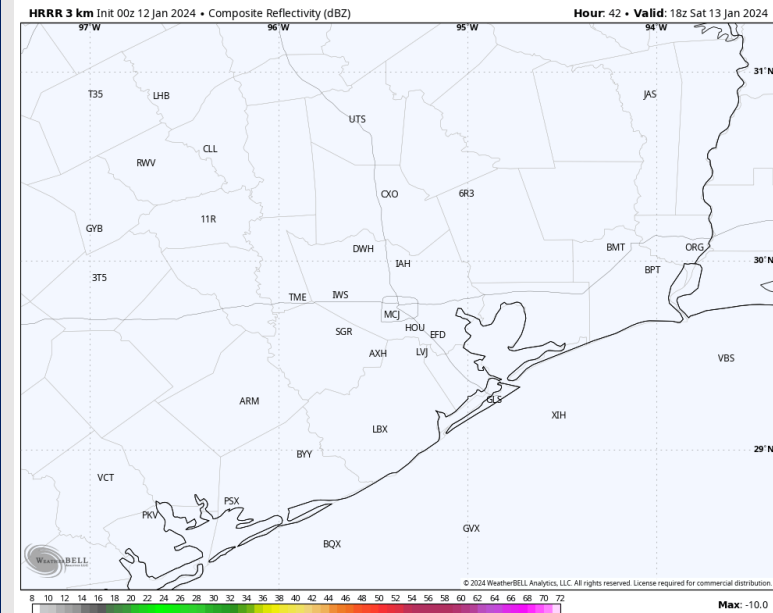 HRRR 3 km Init 00z 12 Jan 2024 • Composite Reflectivity (dBZ) Hour: 42 • Valid: 18z Sat 13 Jan 2024
97°W 96°W 95°W 94°W
31°N
T35 LHB JAS
UTS
CLL
RWV
CXO 6R3
11R
GYB
DWH BMT ORG
IAH 30°N
BPT
3T5
TME IWS
MCJ
SGR HOU EFD
AXH LVJ VBS
ARM GLS
XIH
LBX
BYY 29°N
VCT
PSX
PKV
GVX
BQX
WEATHERBELL
© 2024 WeatherBELL Analytics, LLC. All rights reserved. License required for commercial distribution.
8 10 12 14 16 18 20 22 24 26 28 30 32 34 36 38 40 42 44 46 48 50 52 54 56 58 60 62 64 66 68 70 72
Max: -10.0